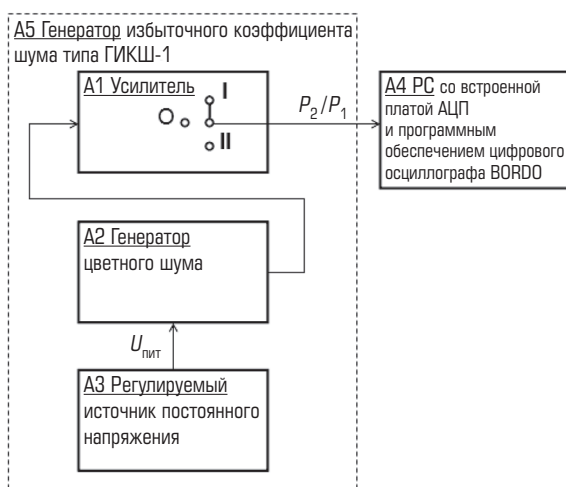 А5 Генератор избыточного коэффициента
шума типа ГИКШ-1
А1 Усилитель
I
O
II
P2/P1
А4 PC со встроенной
платой АЦП
и программным
обеспечением цифрового
осциллографа BORDO
А2 Генератор
цветного шума
Uпит
А3 Регулируемый
источник постоянного
напряжения